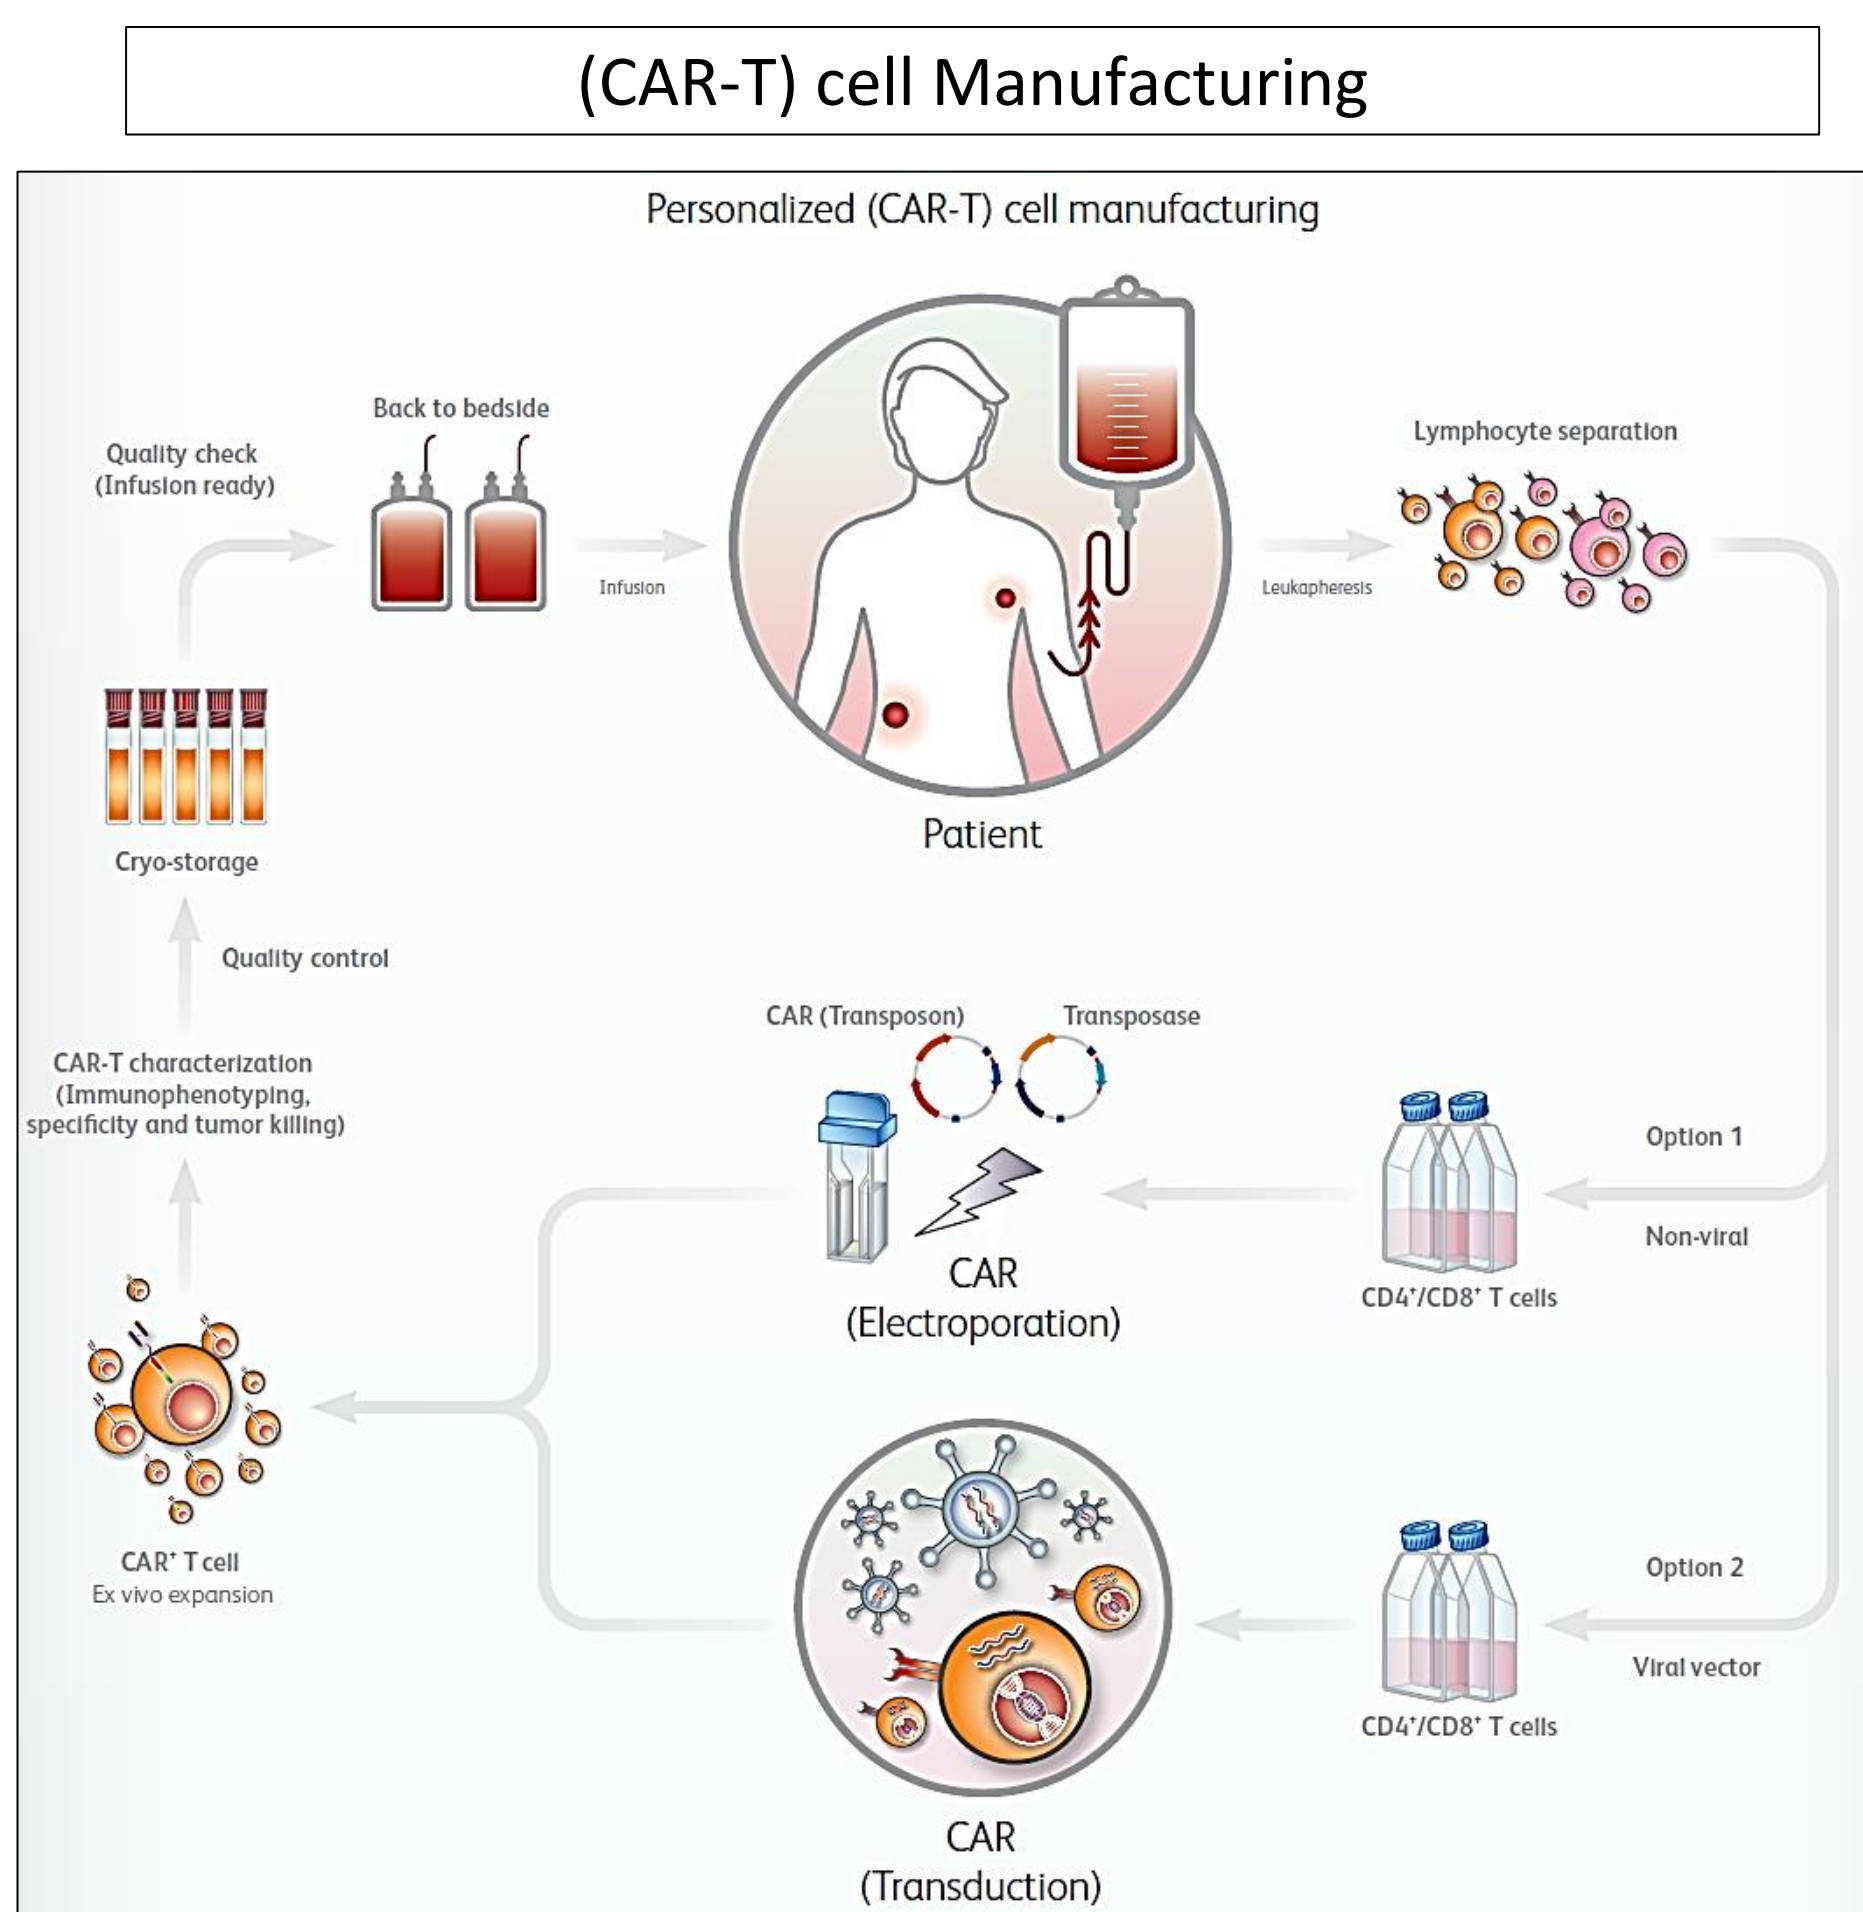 (CAR-T) cell Manufacturing
Personalized (CAR-T) cell manufacturing
Back to bedside
Quality check
(Infusion ready)
Infusion
Patient
Leukapheresis
Lymphocyte separation
Cryo-storage
Quality control
CAR-T characterization
(Immunophenotyping,
specificity and tumor killing)
CAR (Transposon)
Transposase
CAR
(Electroporation)
CD4⁺/CD8⁺ T cells
Option 1
Non-viral
CAR⁺ T cell
Ex vivo expansion
CAR
(Transduction)
CD4⁺/CD8⁺ T cells
Option 2
Viral vector